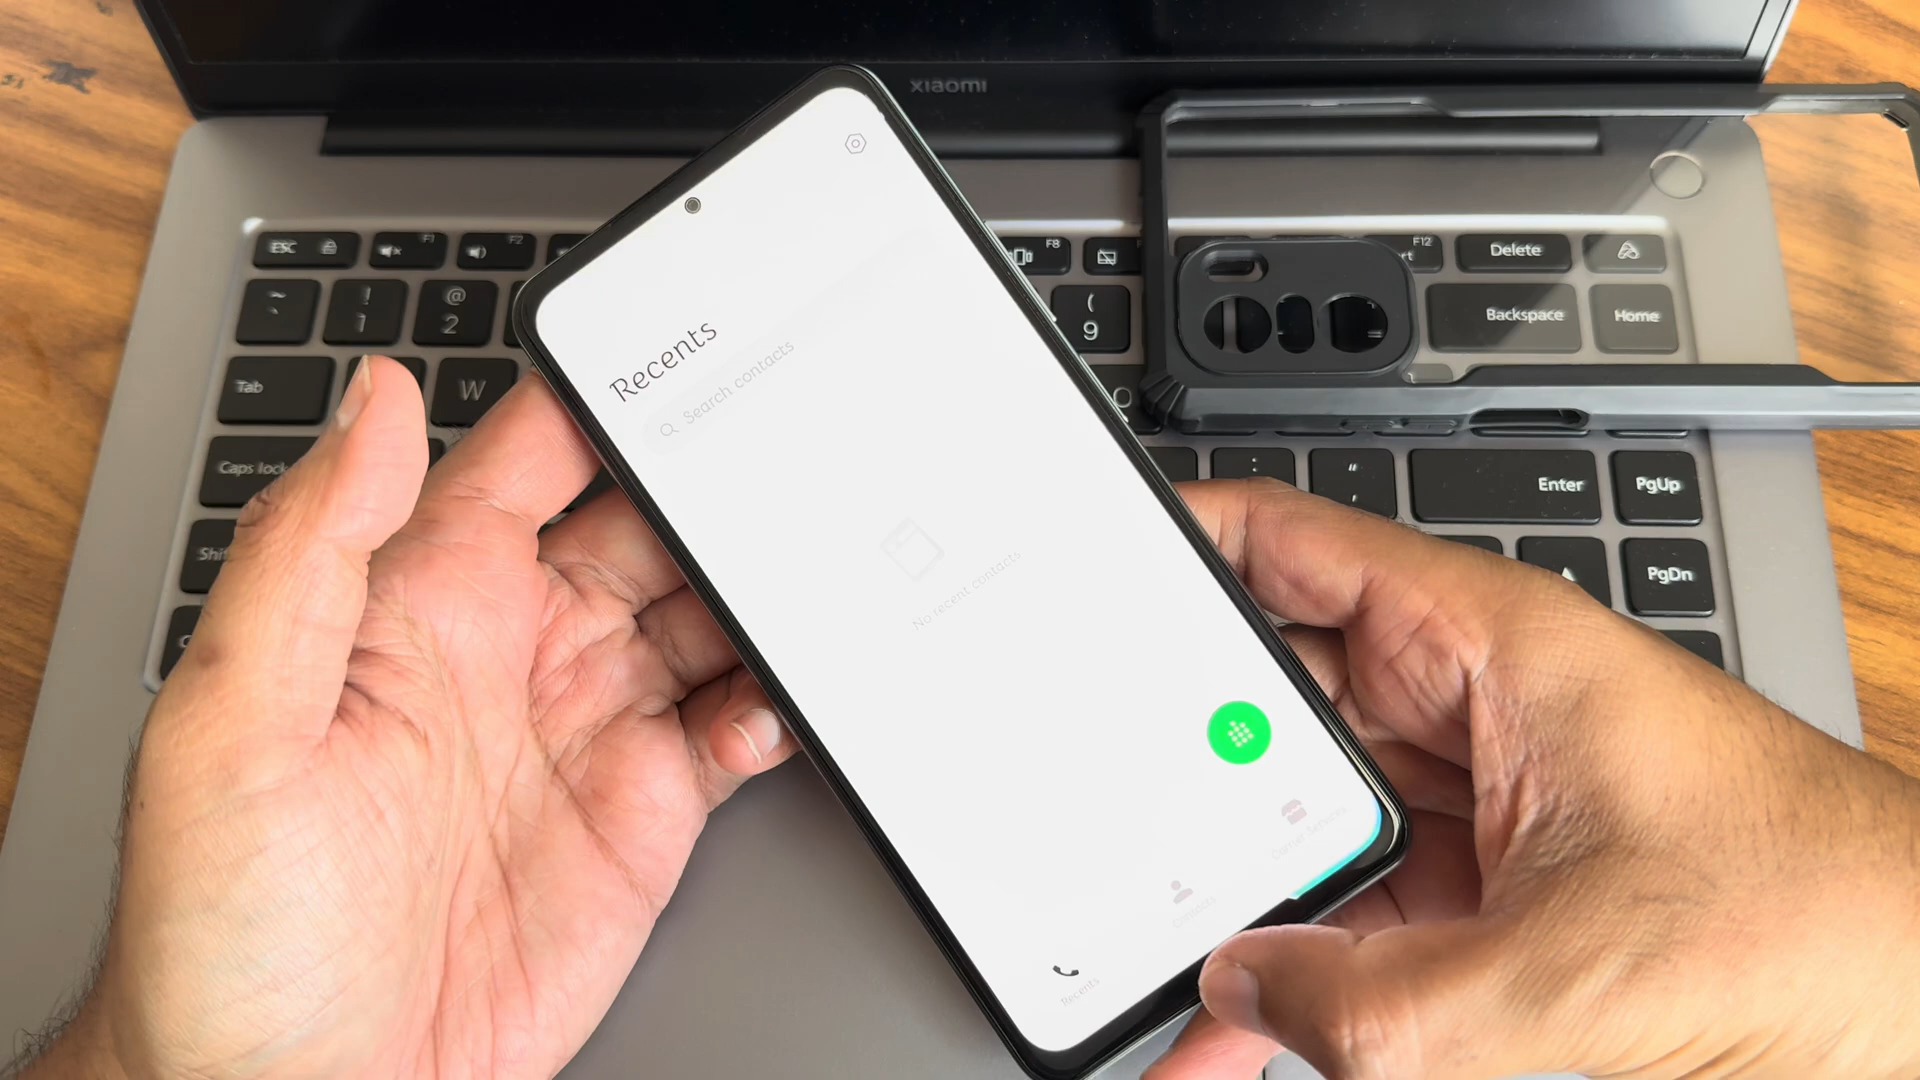 xiaomi
ESC
F1
F2
F8
F12
Delete
~
!
1
@
2
(
9
Backspace
Home
Tab
W
Caps lock
Enter
PgUp
PgDn
Recents
Search contacts
No recent contacts
Contacts
Recents